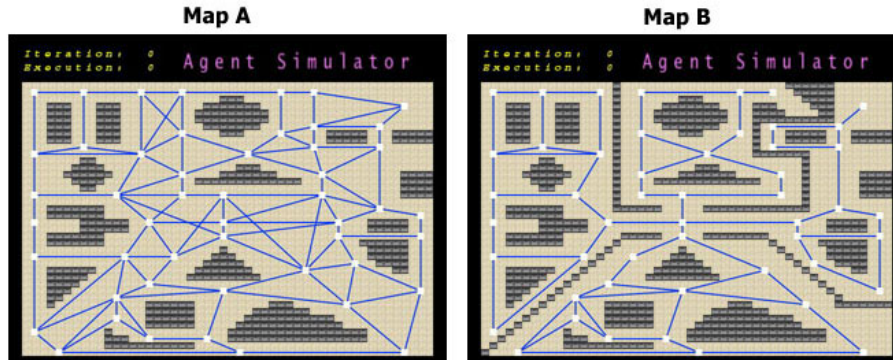 Map A
Map B
Iteration: 0
Execution: 0
Agent Simulator
Iteration: 0
Execution: 0
Agent Simulator